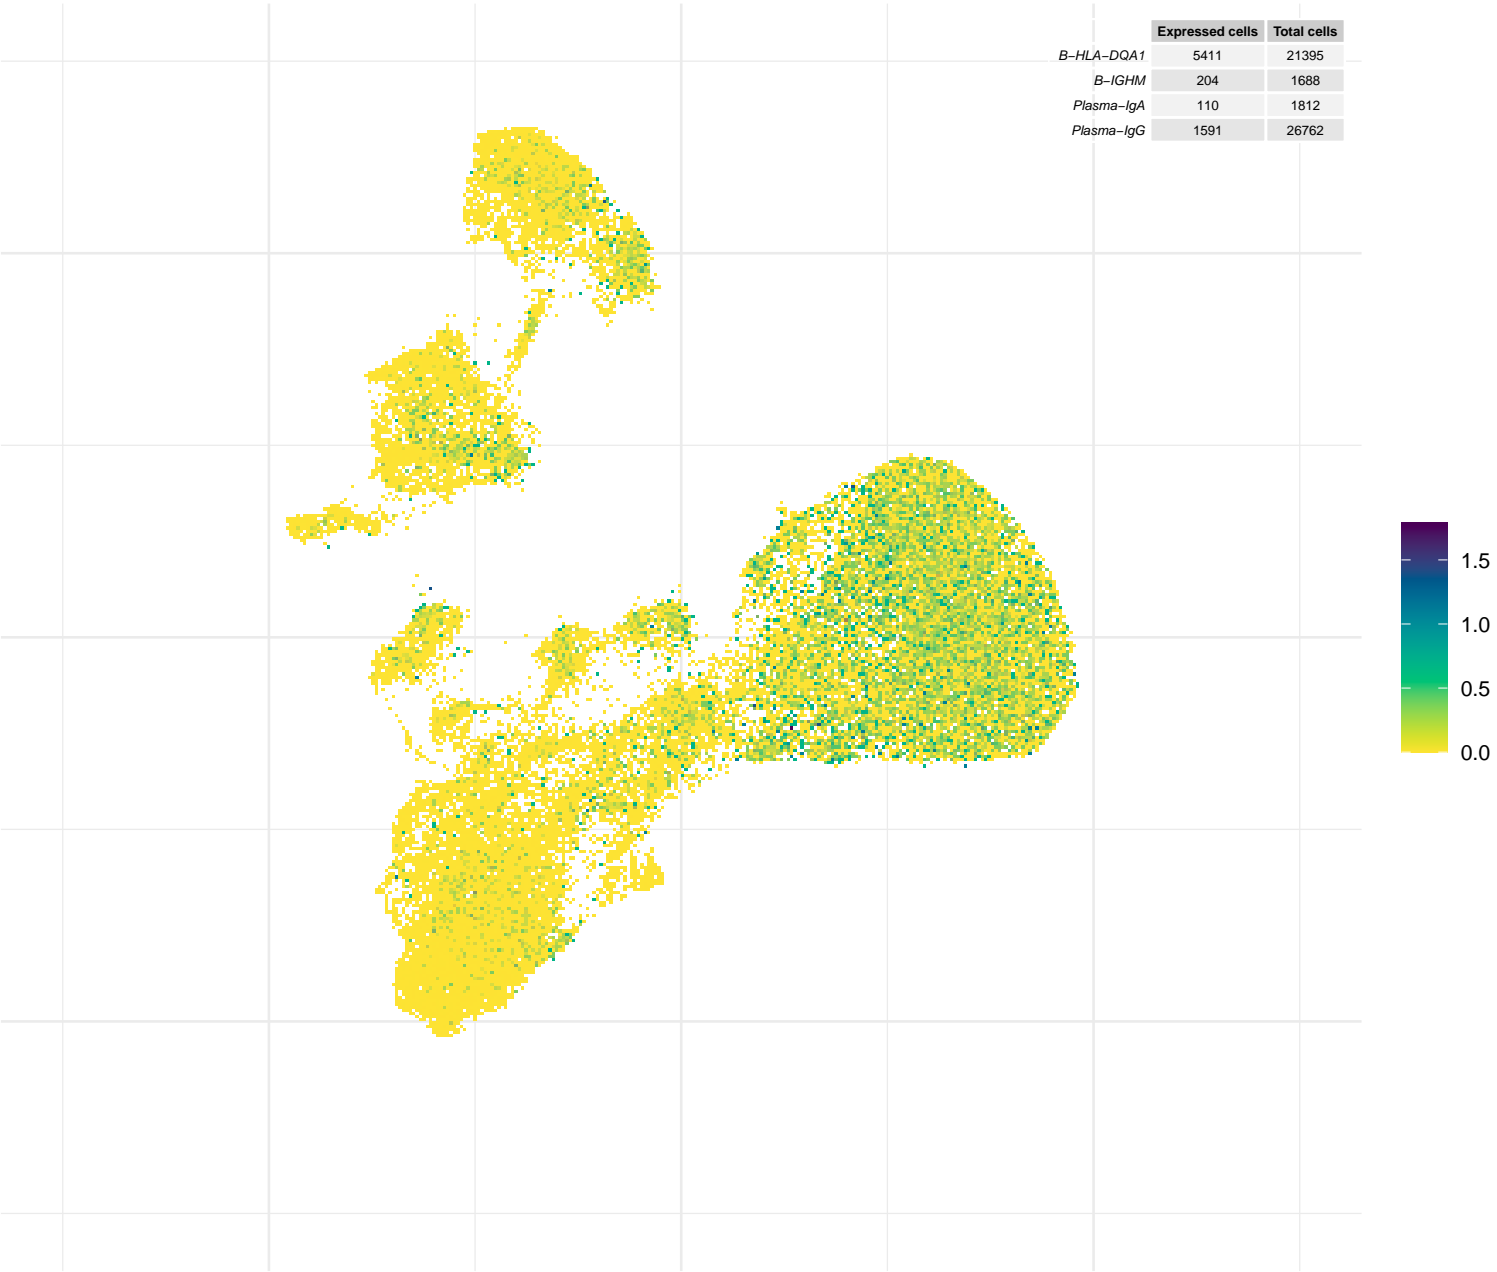 Expressed cells Total cells
B-HLA-DQA1 5411 21395
B-IGHM 204 1688
Plasma-IgA 110 1812
Plasma-IgG 1591 26762
1.5
1.0
0.5
0.0